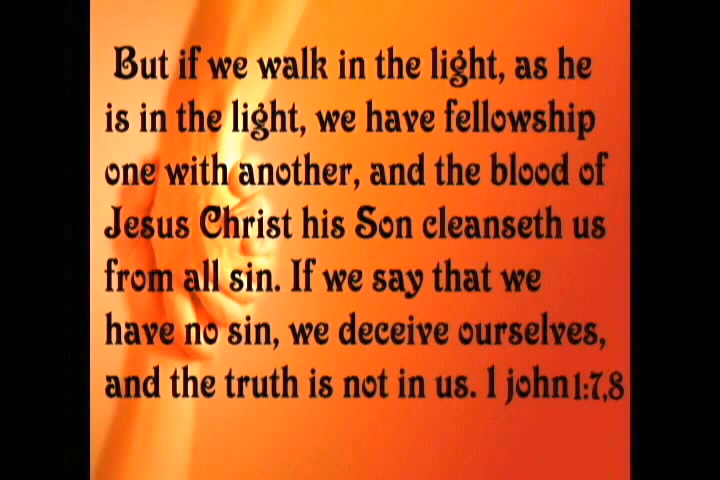 But if we walk in the light, as he
is in the light, we have fellowship
one with another, and the blood of
Jesus Christ his Son cleanseth us
from all sin. If we say that we
have no sin, we deceive ourselves,
and the truth is not in us. 1 john 1:7,8